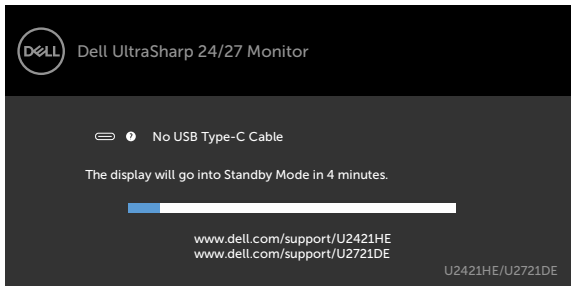 DELL
Dell UltraSharp 24/27 Monitor
? No USB Type-C Cable
The display will go into Standby Mode in 4 minutes.
www.dell.com/support/U2421HE
www.dell.com/support/U2721DE
U2421HE/U2721DE